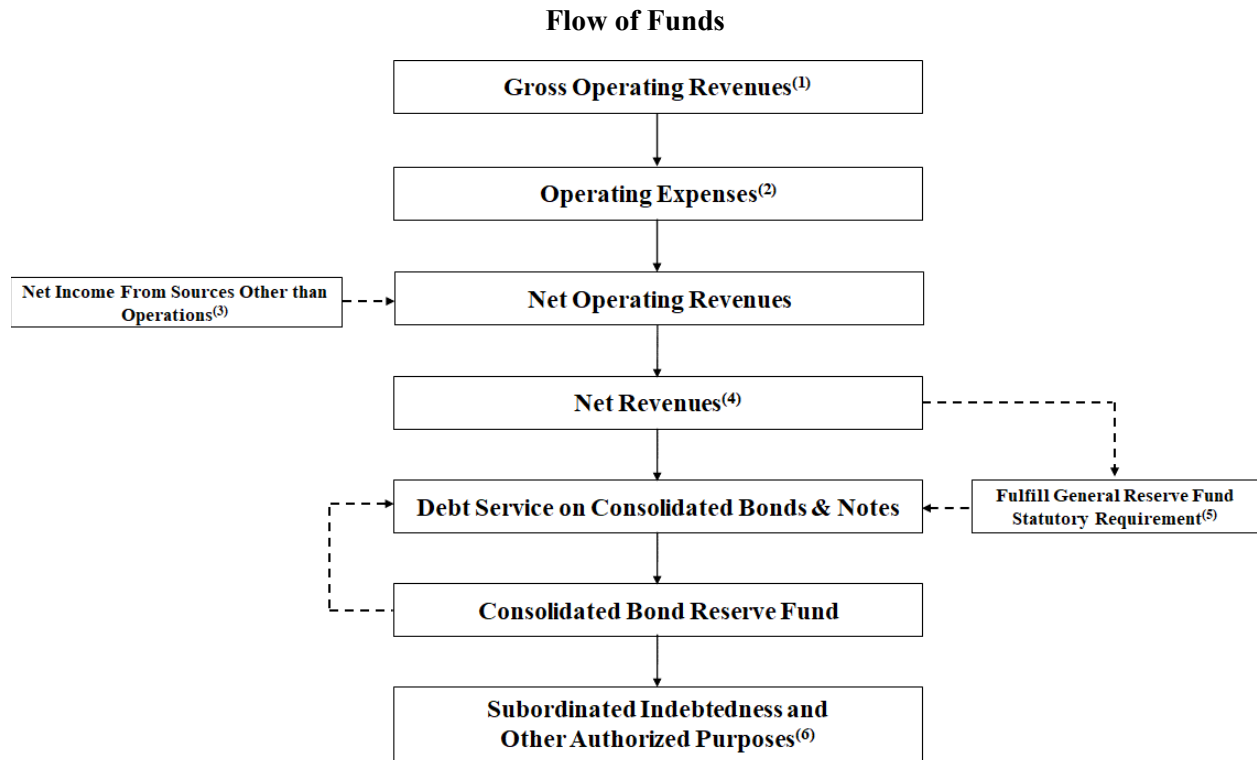 Flow of Funds
Gross Operating Revenues(1)
Operating Expenses(2)
Net Income From Sources Other than
Operations(3)
Net Operating Revenues
Net Revenues(4)
Debt Service on Consolidated Bonds & Notes
Fulfill General Reserve Fund
Statutory Requirement(5)
Consolidated Bond Reserve Fund
Subordinated Indebtedness and
Other Authorized Purposes(6)